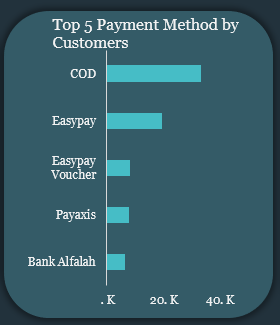 Top 5 Payment Method by
Customers
COD
Easypay
Easypay
Voucher
Payaxis
Bank Alfalah
. K 20. K 40. K